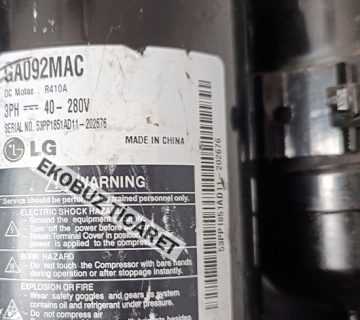 GA092MAC
DC Motor R410A
3PH ⎓ 40 - 280V
SERIAL NO. 53PP1851AD11 - 202676
MADE IN CHINA
LG
WARNING
*Service should be performed by trained personnel only.
ELECTRIC SHOCK HAZARD
- Ground the equipment
- Turn off the power before
- Retain Terminal Cover in position
power is applied to the compressor
BURN HAZARD
- Do not touch the Compressor with bare hands
during operation or after stoppage instantly.
EXPLOSION OR FIRE
- Wear safety goggles and gears
contains oil and refrigerant under pressure.
- Do not compress air
53PP1851AD11 - 202676
EKOBUZTICARET